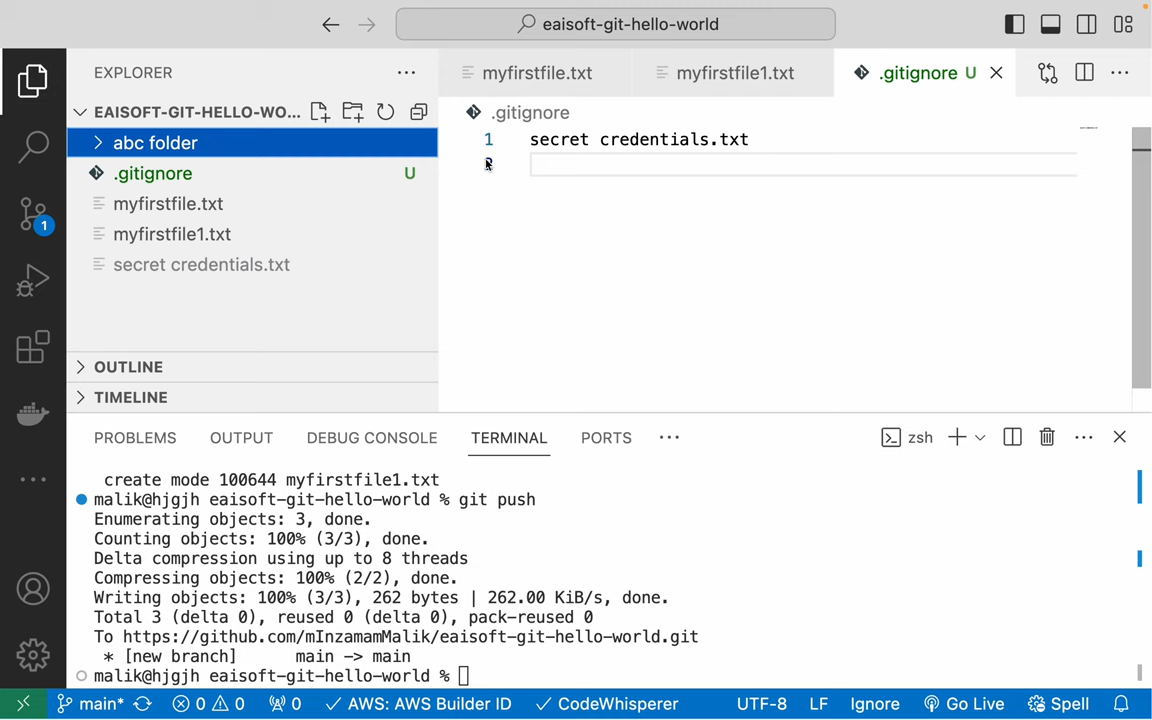 eaisoft-git-hello-world
EXPLORER
myfirstfile.txt
myfirstfile1.txt
.gitignore U
EAISOFT-GIT-HELLO-WO...
abc folder
.gitignore U
myfirstfile.txt
myfirstfile1.txt
secret credentials.txt
OUTLINE
TIMELINE
.gitignore
1 secret credentials.txt
PROBLEMS OUTPUT DEBUG CONSOLE TERMINAL PORTS
zsh
1
create mode 100644 myfirstfile1.txt
malik@hjgjh eaisoft-git-hello-world % git push
Enumerating objects: 3, done.
Counting objects: 100% (3/3), done.
Delta compression using up to 8 threads
Compressing objects: 100% (2/2), done.
Writing objects: 100% (3/3), 262 bytes | 262.00 KiB/s, done.
Total 3 (delta 0), reused 0 (delta 0), pack-reused 0
To https://github.com/mInzamamMalik/eaisoft-git-hello-world.git
* [new branch] main -> main
malik@hjgjh eaisoft-git-hello-world %
main* 0 0 0 AWS: AWS Builder ID CodeWhisperer UTF-8 LF Ignore Go Live Spell